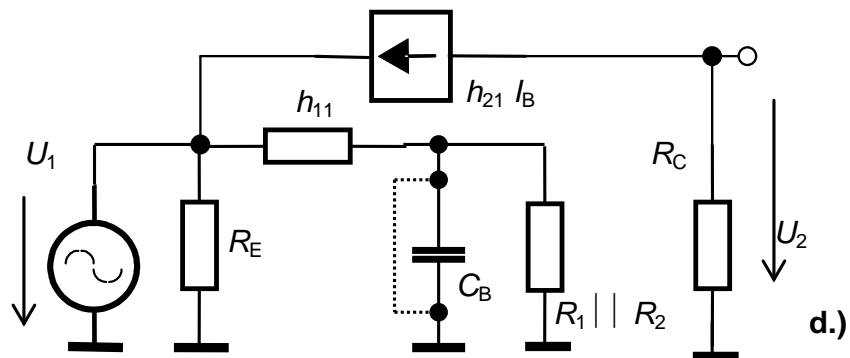 h21 IB
h11
U1
RC
RE
U2
CB
R1 || R2
d.)